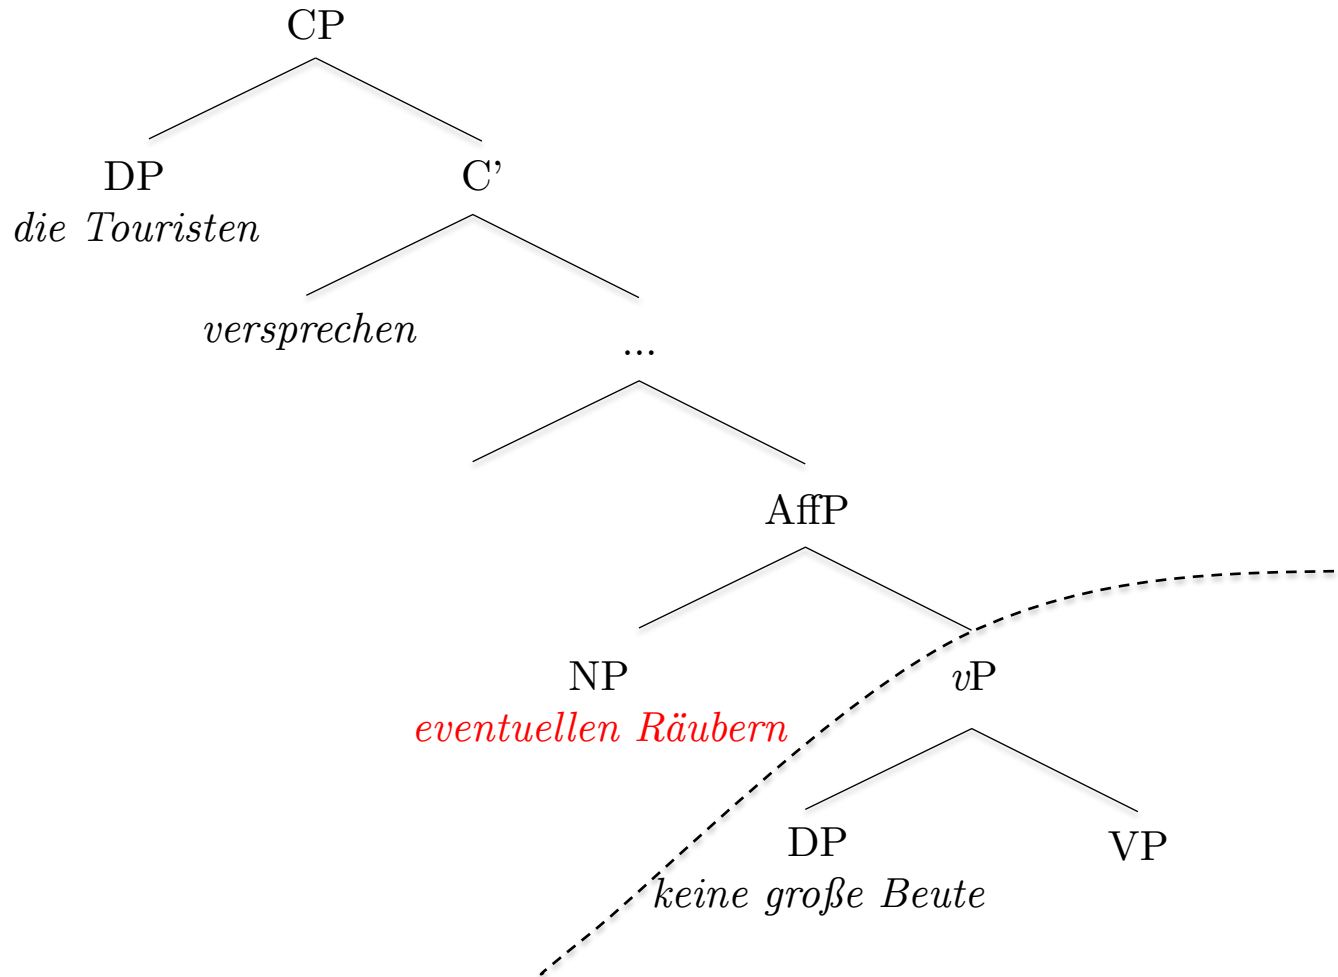 CP
DP
C’
die Touristen
versprechen
...
AffP
NP
vP
eventuellen Räubern
DP
VP
keine große Beute